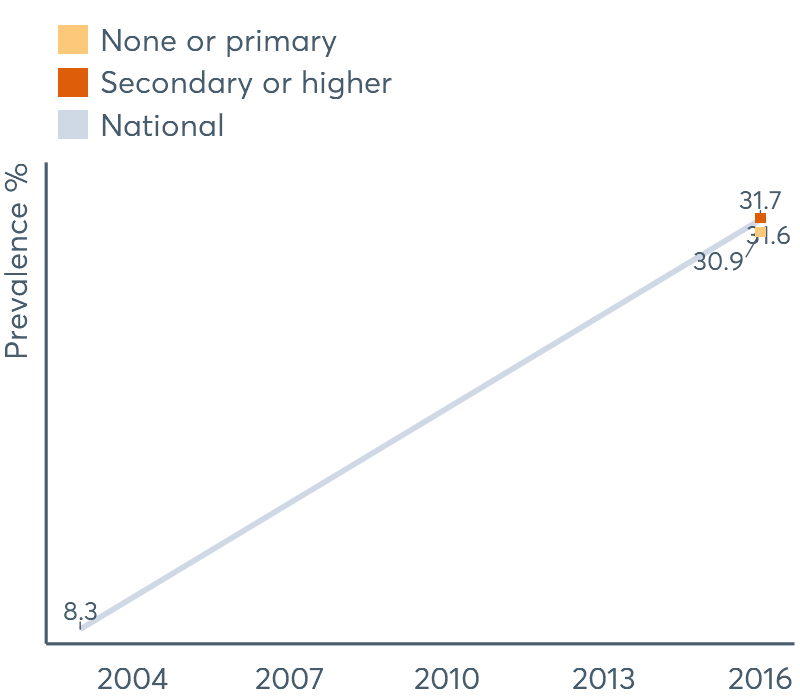 None or primary
Secondary or higher
National
Prevalence %
31.7
31.6
30.9
8.3
2004 2007 2010 2013 2016